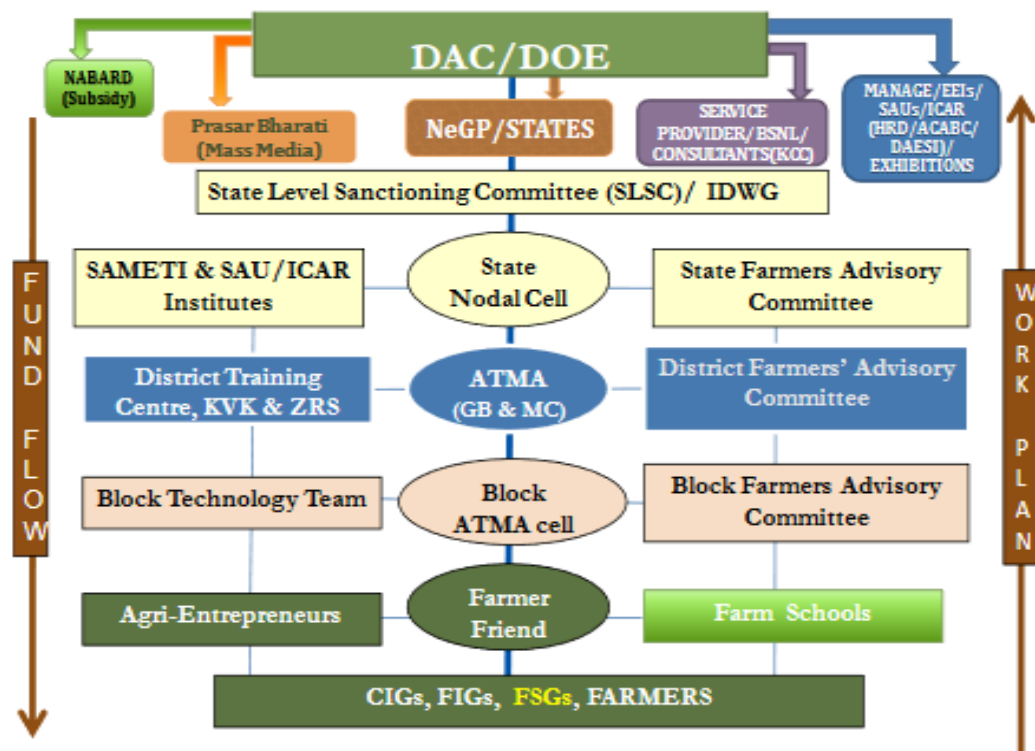 DAC/DOE
NABARD
(Subsidy)
Prasar Bharati
(Mass Media)
NeGP/STATES
SERVICE
PROVIDER/BSNL/
CONSULTANTS(KCC)
MANAGE/EEIs/
SAUs/ICAR
(HRD/ACABC/
DAESI)/
EXHIBITIONS
State Level Sanctioning Committee (SLSC)/ IDWG
FUND FLOW
SAMETI & SAU/ICAR
Institutes
State
Nodal Cell
State Farmers Advisory
Committee
WORK PLAN
District Training
Centre, KVK & ZRS
ATMA
(GB & MC)
District Farmers' Advisory
Committee
Block Technology Team
Block
ATMA cell
Block Farmers Advisory
Committee
Agri-Entrepreneurs
Farmer
Friend
Farm Schools
CIGs, FIGs, FSGs, FARMERS